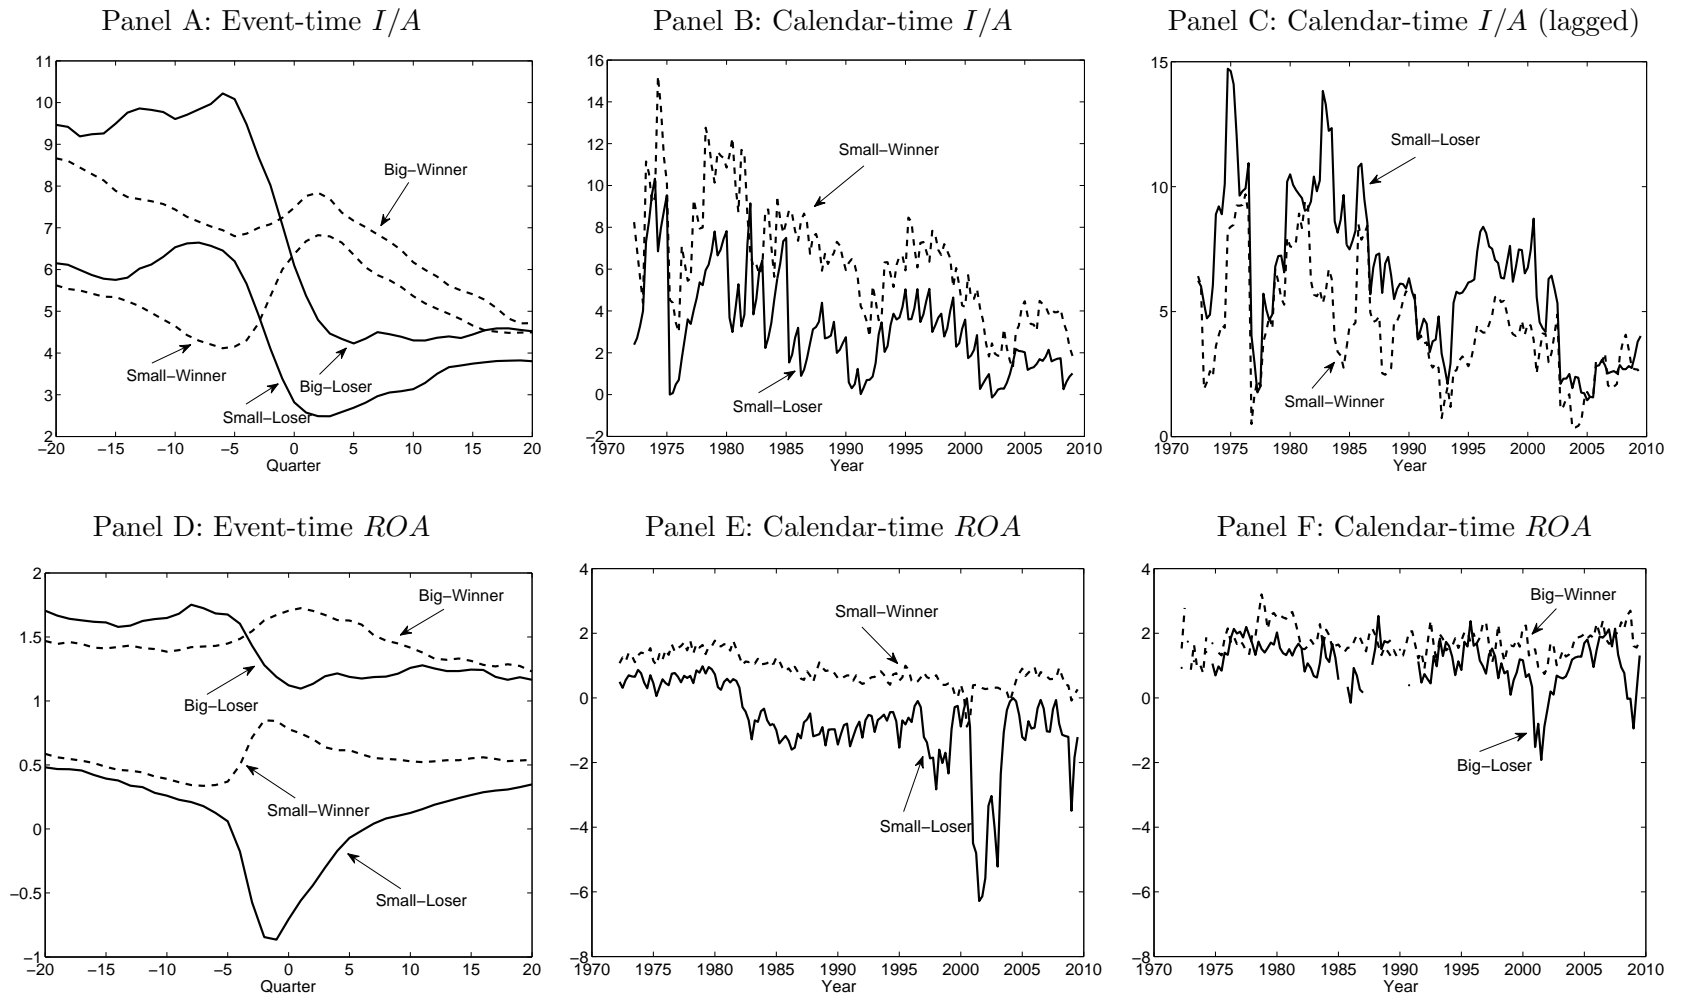 Panel A: Event-time I/A
Panel B: Calendar-time I/A
Panel C: Calendar-time I/A (lagged)
11
10
9
8
7
6
5
4
3
2
−20 −15 −10 −5 0 5 10 15 20
Quarter
Big−Winner
Small−Winner
Big−Loser
Small−Loser
16
14
12
10
8
6
4
2
0
−2
1970 1975 1980 1985 1990 1995 2000 2005 2010
Year
Small−Winner
Small−Loser
15
10
5
0
1970 1975 1980 1985 1990 1995 2000 2005 2010
Year
Small−Loser
Small−Winner
Panel D: Event-time ROA
Panel E: Calendar-time ROA
Panel F: Calendar-time ROA
2
1.5
1
0.5
0
−0.5
−1
−20 −15 −10 −5 0 5 10 15 20
Quarter
Big−Winner
Big−Loser
Small−Winner
Small−Loser
4
2
0
−2
−4
−6
−8
1970 1975 1980 1985 1990 1995 2000 2005 2010
Year
Small−Winner
Small−Loser
4
2
0
−2
−4
−6
−8
1970 1975 1980 1985 1990 1995 2000 2005 2010
Year
Big−Winner
Big−Loser